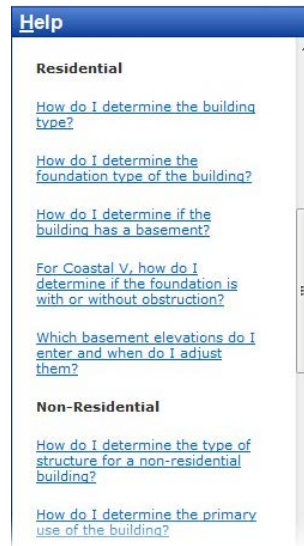 Help
Residential
How do I determine the building
type?
How do I determine the
foundation type of the building?
How do I determine if the
building has a basement?
For Coastal V, how do I
determine if the foundation is
with or without obstruction?
Which basement elevations do I
enter and when do I adjust
them?
Non-Residential
How do I determine the type of
structure for a non-residential
building?
How do I determine the primary
use of the building?